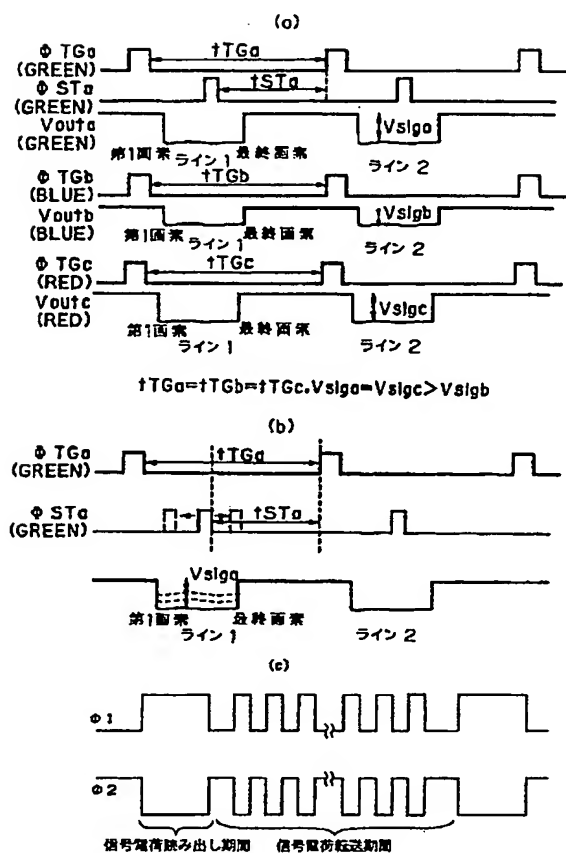 (a)
Φ TGa
(GREEN)
tTGa
Φ STa
(GREEN)
tSTa
Vouta
(GREEN)
Vsiga
第1画素 ライン1 最終画素 ライン2
Φ TGb
(BLUE)
tTGb
Voutb
(BLUE)
Vsigb
第1画素 ライン1 最終画素 ライン2
Φ TGc
(RED)
tTGc
Voutc
(RED)
Vsigc
第1画素 ライン1 最終画素 ライン2
tTGa=tTGb=tTGc.Vsiga=Vsigc>Vsigb
(b)
Φ TGa
(GREEN)
tTGa
Φ STa
(GREEN)
tSTa
Vsiga
第1画素 ライン1 最終画素 ライン2
(c)
Φ1
Φ2
信号電荷読み出し期間 信号電荷転送期間